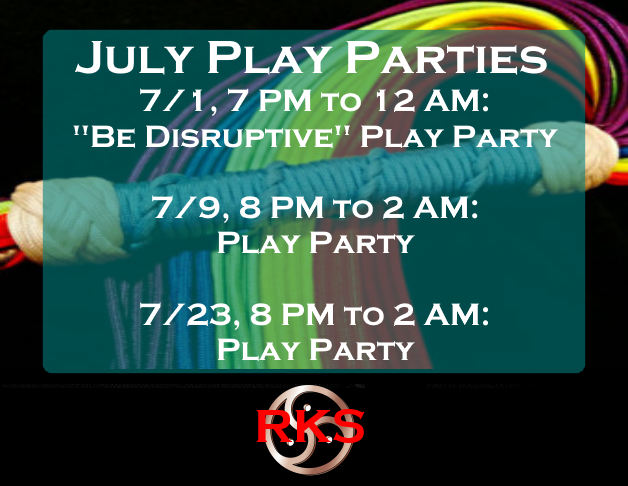 July Play Parties
7/1, 7 PM to 12 AM:
"Be Disruptive" Play Party
7/9, 8 PM to 2 AM:
Play Party
7/23, 8 PM to 2 AM:
Play Party
RKS